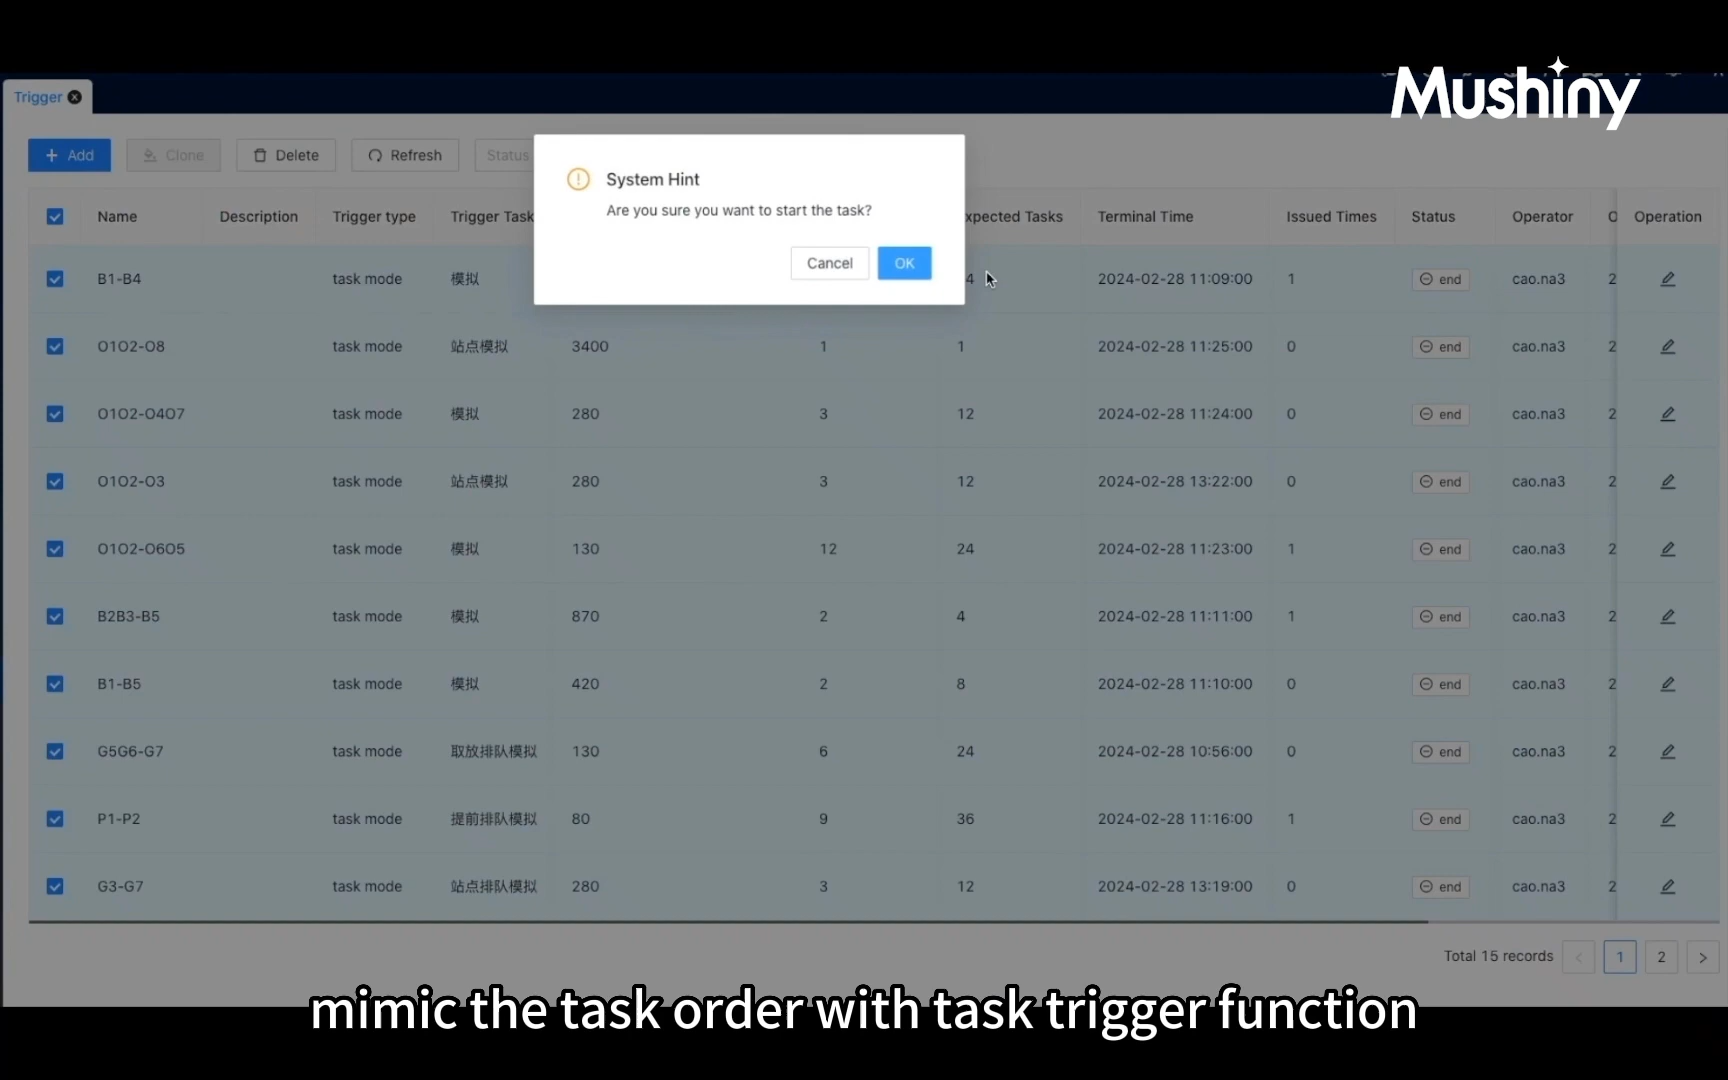 Mushiny
Trigger
Add Clone Delete Refresh Status
System Hint
Are you sure you want to start the task?
Cancel OK
Name Description Trigger type Trigger Task xpected Tasks Terminal Time Issued Times Status Operator O Operation
B1-B4 task mode 模拟 4 2024-02-28 11:09:00 1 end cao.na3 2
O1O2-O8 task mode 站点模拟 3400 1 1 2024-02-28 11:25:00 0 end cao.na3 2
O1O2-O4O7 task mode 模拟 280 3 12 2024-02-28 11:24:00 0 end cao.na3 2
O1O2-O3 task mode 站点模拟 280 3 12 2024-02-28 13:22:00 0 end cao.na3 2
O1O2-O6O5 task mode 模拟 130 12 24 2024-02-28 11:23:00 1 end cao.na3 2
B2B3-B5 task mode 模拟 870 2 4 2024-02-28 11:11:00 1 end cao.na3 2
B1-B5 task mode 模拟 420 2 8 2024-02-28 11:10:00 0 end cao.na3 2
G5G6-G7 task mode 取放排队模拟 130 6 24 2024-02-28 10:56:00 0 end cao.na3 2
P1-P2 task mode 提前排队模拟 80 9 36 2024-02-28 11:16:00 1 end cao.na3 2
G3-G7 task mode 站点排队模拟 280 3 12 2024-02-28 13:19:00 0 end cao.na3 2
Total 15 records < 1 2 >
mimic the task order with task trigger function